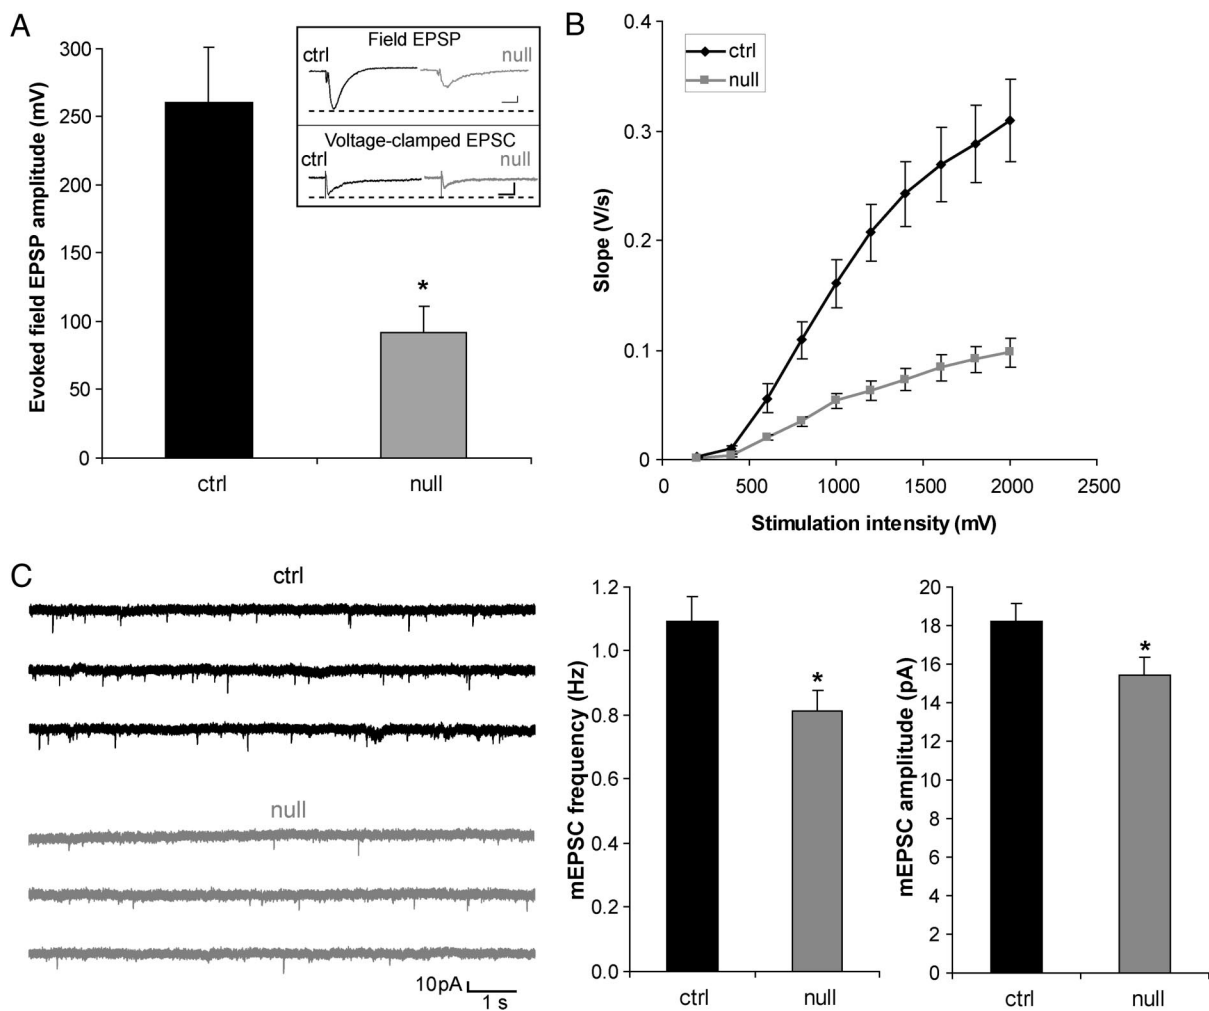 A
Evoked field EPSP amplitude (mV)
300
250
200
150
100
50
0
*
ctrl
null
Field EPSP
ctrl
null
Voltage-clamped EPSC
ctrl
null
B
Slope (V/s)
0.4
0.3
0.2
0.1
0
ctrl
null
0 500 1000 1500 2000 2500
Stimulation intensity (mV)
C
ctrl
null
10pA
1 s
mEPSC frequency (Hz)
1.2
1.0
0.8
0.6
0.4
0.2
0.0
*
ctrl
null
mEPSC amplitude (pA)
20
18
16
14
12
10
8
6
4
2
0
*
ctrl
null